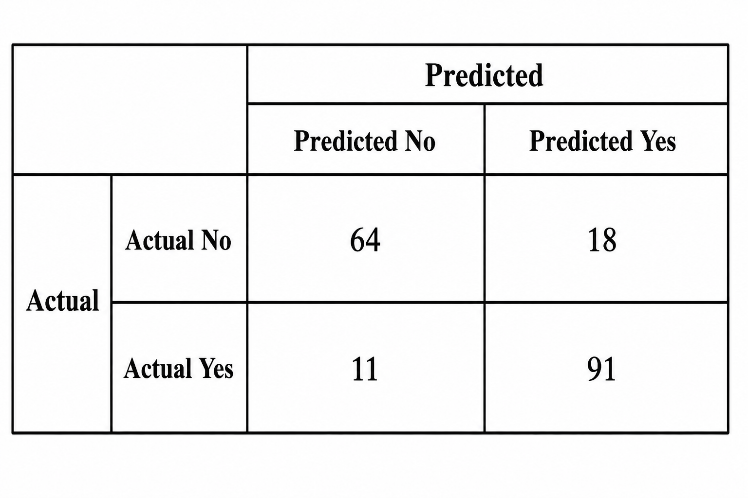 Predicted
Predicted No Predicted Yes
Actual No 64 18
Actual
Actual Yes 11 91